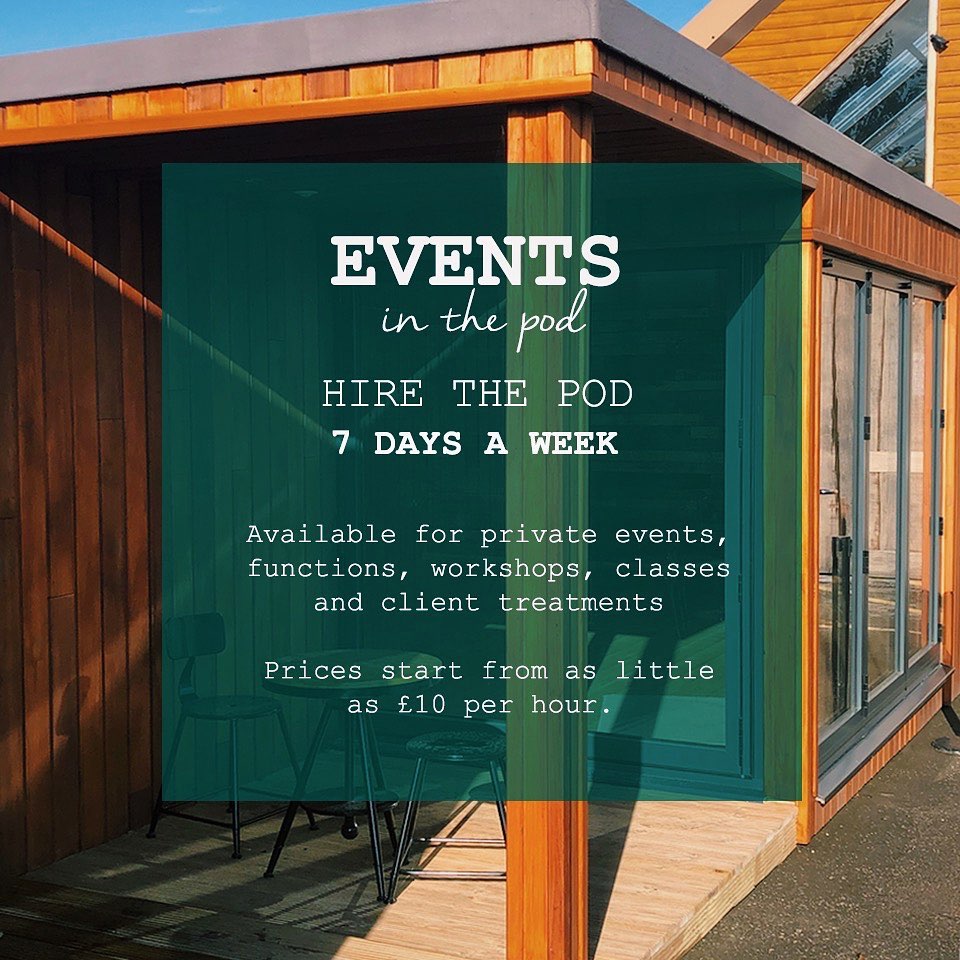 EVENTS
in the pod
HIRE THE POD
7 DAYS A WEEK
Available for private events,
functions, workshops, classes
and client treatments
Prices start from as little
as £10 per hour.